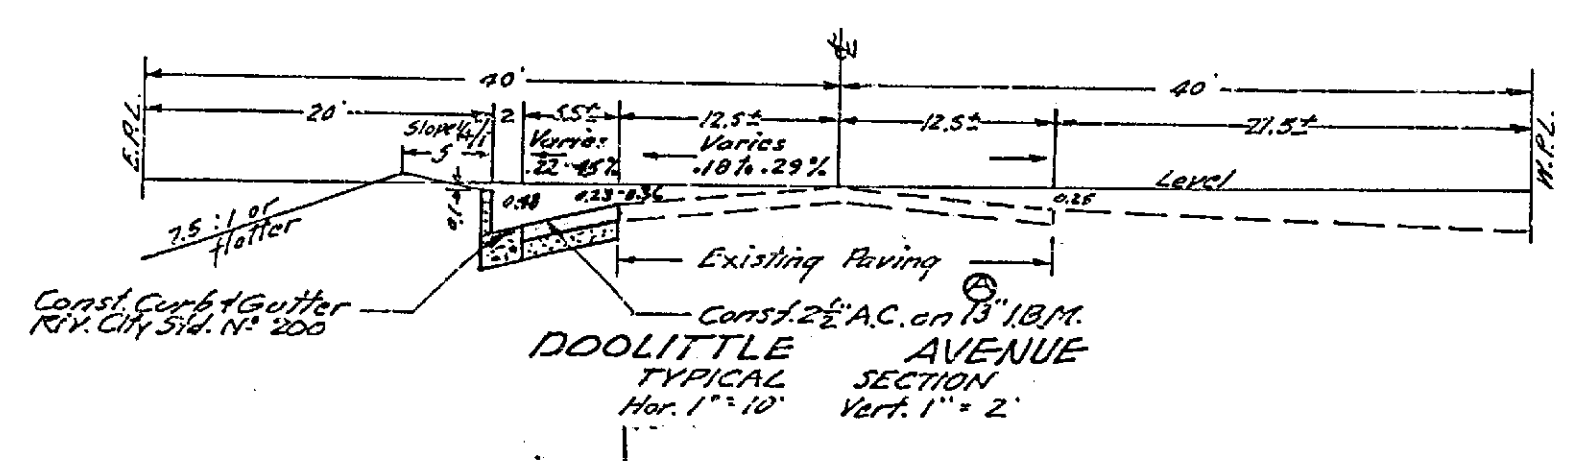 ℄
40'
40'
20'
2
5.5±
12.5±
12.5±
27.5±
E.P.L.
Slope ¼"/1'
5
Varies
.22-.45%
Varies
.18 to .29%
W.P.L.
Level
0.48
0.23-0.36
0.25
7.5:1 or
flatter
Existing Paving
A
Const. Curb & Gutter
Riv. City Std. Nº 200
Const. 2½" A.C. on 13" I.B.M.
DOOLITTLE AVENUE
TYPICAL SECTION
Hor. 1" = 10' Vert. 1" = 2'